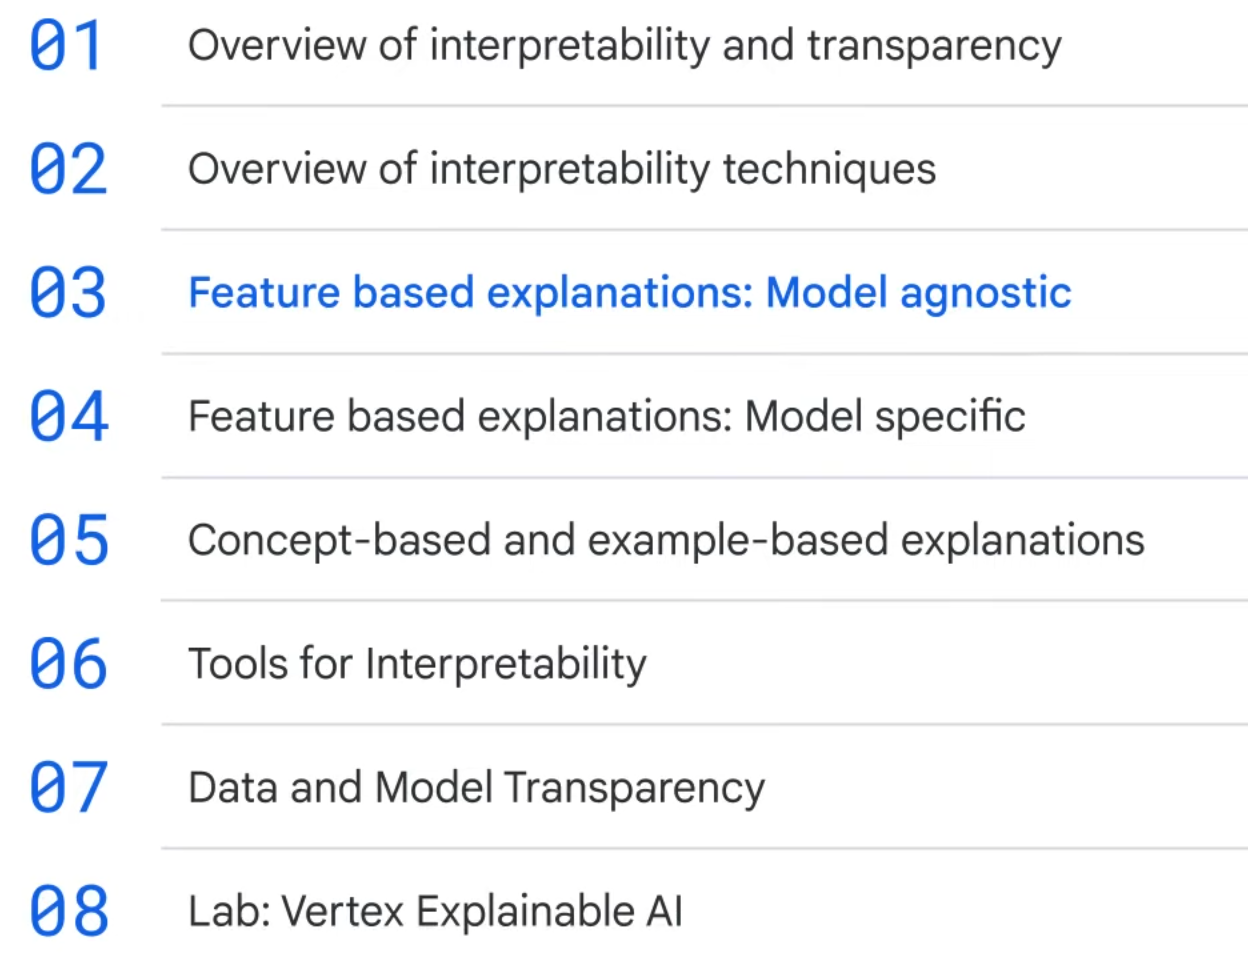 01 Overview of interpretability and transparency
02 Overview of interpretability techniques
03 Feature based explanations: Model agnostic
04 Feature based explanations: Model specific
05 Concept-based and example-based explanations
06 Tools for Interpretability
07 Data and Model Transparency
08 Lab: Vertex Explainable AI